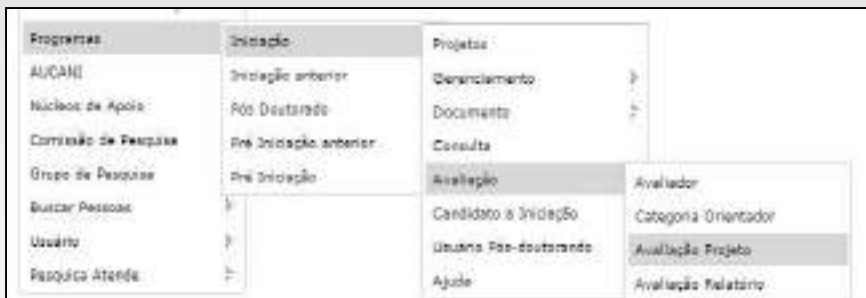 Programas
AUCANI
Núcleos de Apoio
Comissão de Pesquisa
Grupo de Pesquisa
Buscar Pessoas
Usuário
Pesquisa Atende
Iniciação
Iniciação anterior
Pós Doutorado
Pré Iniciação anterior
Pré Iniciação
Projetos
Gerenciamento
Documento
Consulta
Avaliação
Candidato a Iniciação
Usuário Pós-doutorando
Ajuda
Avaliador
Categoria Orientador
Avaliação Projeto
Avaliação Relatório